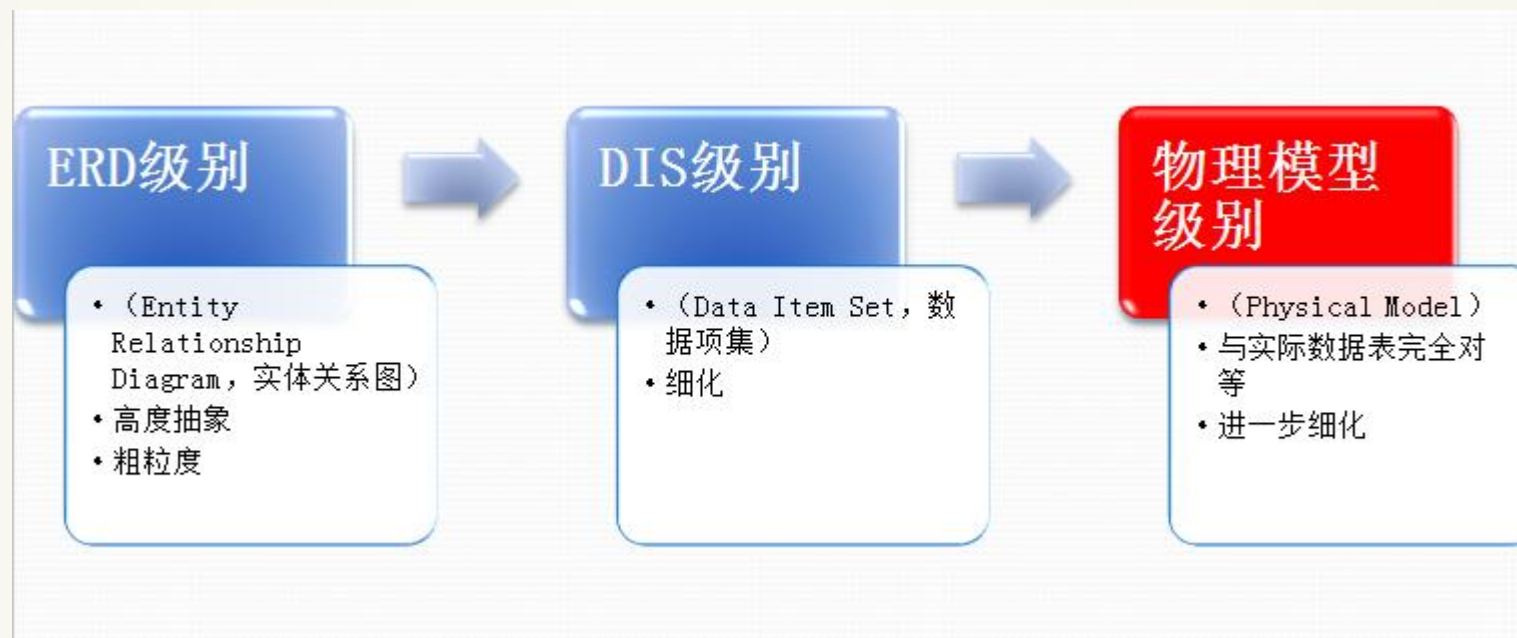 ERD级别
• （Entity
Relationship
Diagram，实体关系图）
• 高度抽象
• 粗粒度
DIS级别
• （Data Item Set，数
据项集）
• 细化
物理模型
级别
• （Physical Model）
• 与实际数据表完全对
等
• 进一步细化